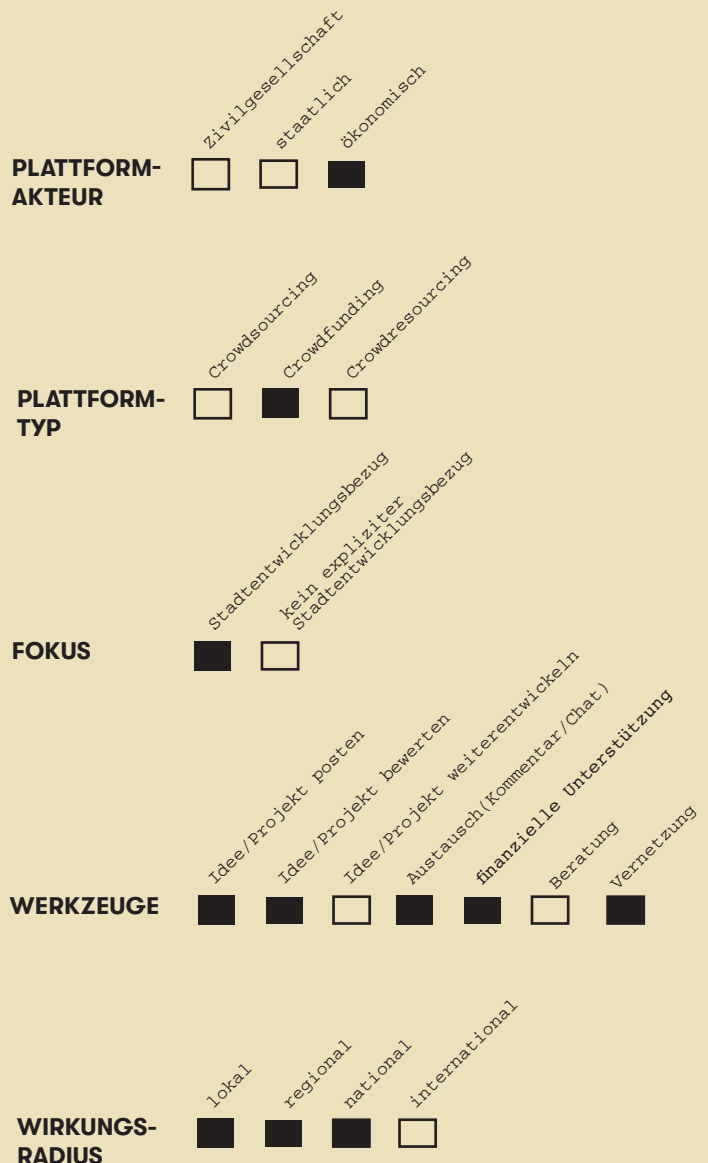 Zivilgesellschaft
staatlich
ökonomisch
PLATTFORM-
AKTEUR
Crowdsourcing
Crowdfunding
Crowdresourcing
PLATTFORM-
TYP
Stadtentwicklungsbezug
kein expliziter
Stadtentwicklungsbezug
FOKUS
Idee/Projekt posten
Idee/Projekt bewerten
Idee/Projekt weiterentwickeln
Austausch(Kommentar/Chat)
finanzielle Unterstützung
Beratung
Vernetzung
WERKZEUGE
lokal
regional
national
international
WIRKUNGS-
RADIUS